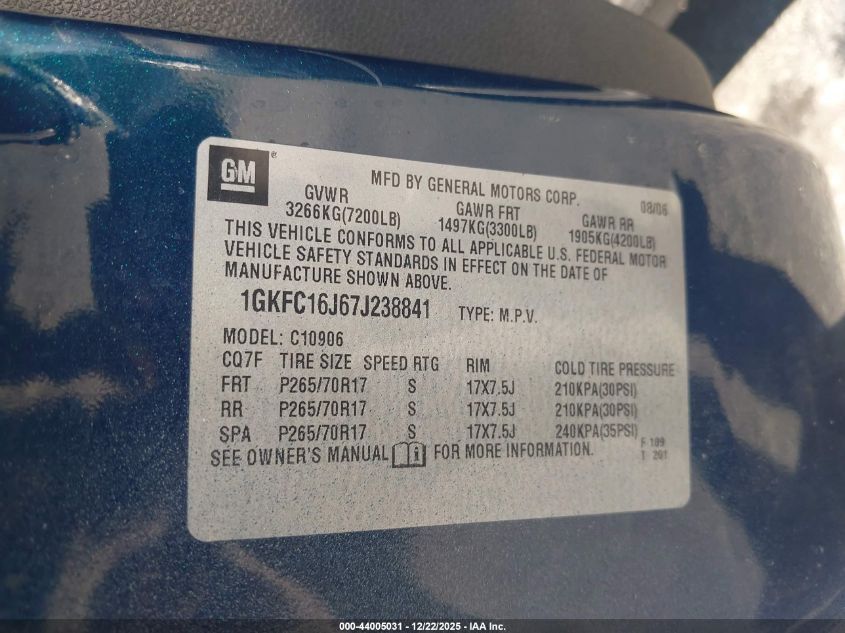 GM ®
MFD BY GENERAL MOTORS CORP.
08/06
GVWR GAWR FRT GAWR RR
3266KG(7200LB) 1497KG(3300LB) 1905KG(4200LB)
THIS VEHICLE CONFORMS TO ALL APPLICABLE U.S. FEDERAL MOTOR
VEHICLE SAFETY STANDARDS IN EFFECT ON THE DATE OF
MANUFACTURE SHOWN ABOVE.
1GKFC16J67J238841 TYPE: M.P.V.
MODEL: C10906
CQ7F TIRE SIZE SPEED RTG RIM COLD TIRE PRESSURE
FRT P265/70R17 S 17X7.5J 210KPA(30PSI)
RR P265/70R17 S 17X7.5J 210KPA(30PSI)
SPA P265/70R17 S 17X7.5J 240KPA(35PSI)
SEE OWNER'S MANUAL i FOR MORE INFORMATION.
F 109
T 201
000-44005031 - 12/22/2025 - IAA Inc.